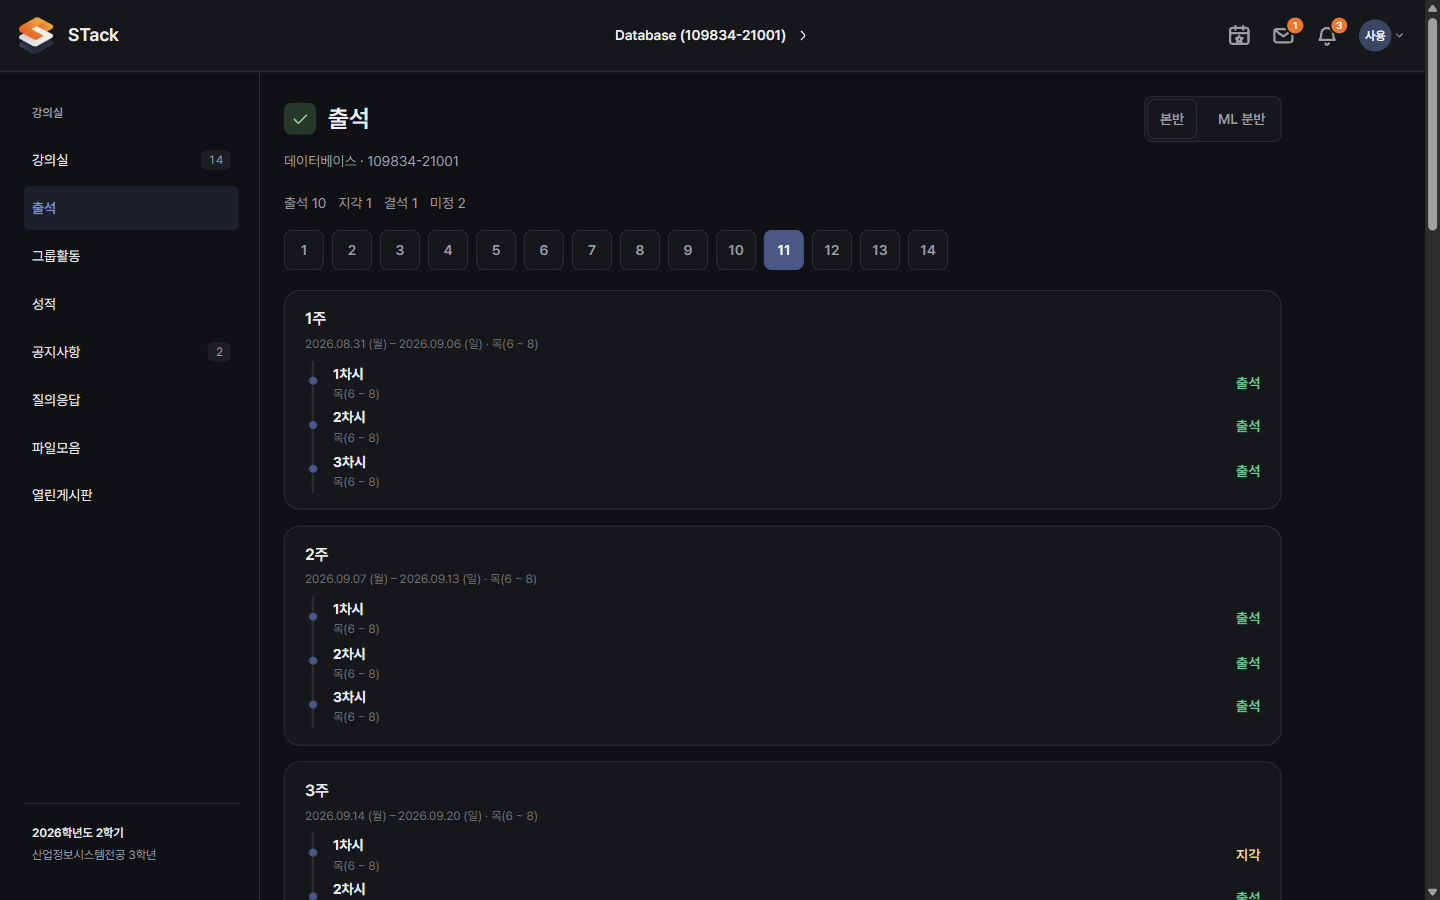 STack
Database (109834-21001)
1
3
사용
강의실
강의실 14
출석
그룹활동
성적
공지사항 2
질의응답
파일모음
열린게시판
2026학년도 2학기
산업정보시스템전공 3학년
출석
본반 ML 분반
데이터베이스 · 109834-21001
출석 10 지각 1 결석 1 미정 2
1 2 3 4 5 6 7 8 9 10 11 12 13 14
1주
2026.08.31 (월) – 2026.09.06 (일) · 목(6 ~ 8)
1차시
목(6 ~ 8)
출석
2차시
목(6 ~ 8)
출석
3차시
목(6 ~ 8)
출석
2주
2026.09.07 (월) – 2026.09.13 (일) · 목(6 ~ 8)
1차시
목(6 ~ 8)
출석
2차시
목(6 ~ 8)
출석
3차시
목(6 ~ 8)
출석
3주
2026.09.14 (월) – 2026.09.20 (일) · 목(6 ~ 8)
1차시
목(6 ~ 8)
지각
2차시
출석